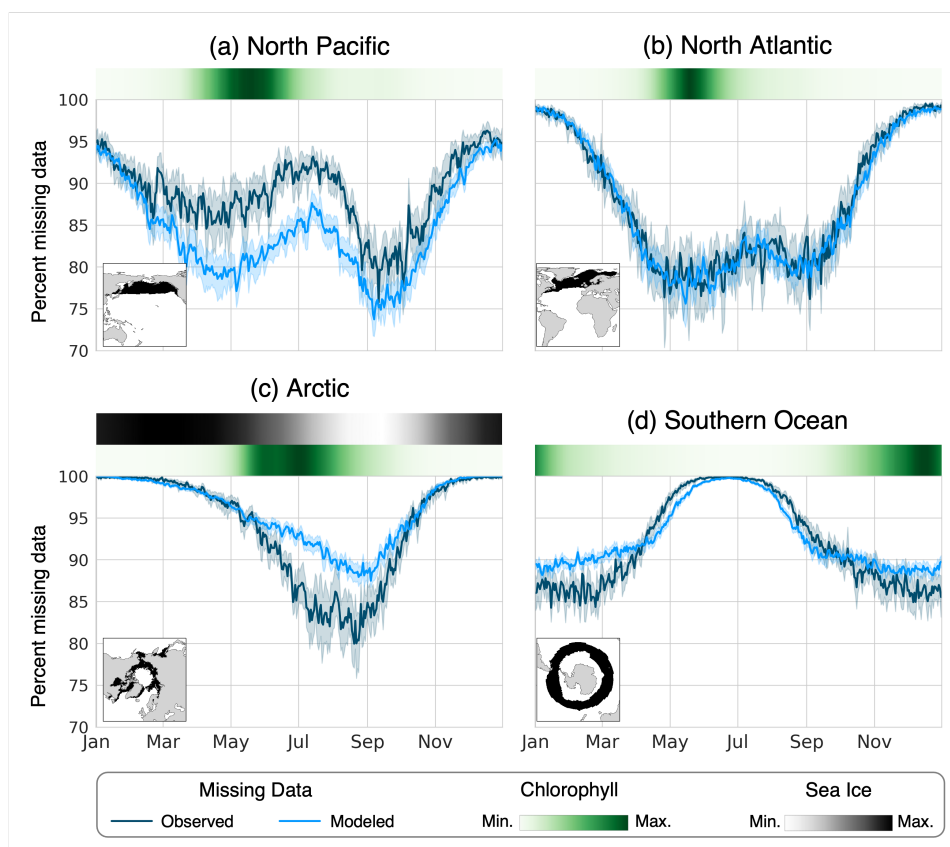 (a) North Pacific
(b) North Atlantic
Percent missing data
100
95
90
85
80
75
70
(c) Arctic
(d) Southern Ocean
Percent missing data
100
95
90
85
80
75
70
Jan Mar May Jul Sep Nov
Jan Mar May Jul Sep Nov
Missing Data
Chlorophyll
Sea Ice
Observed Modeled
Min. Max.
Min. Max.